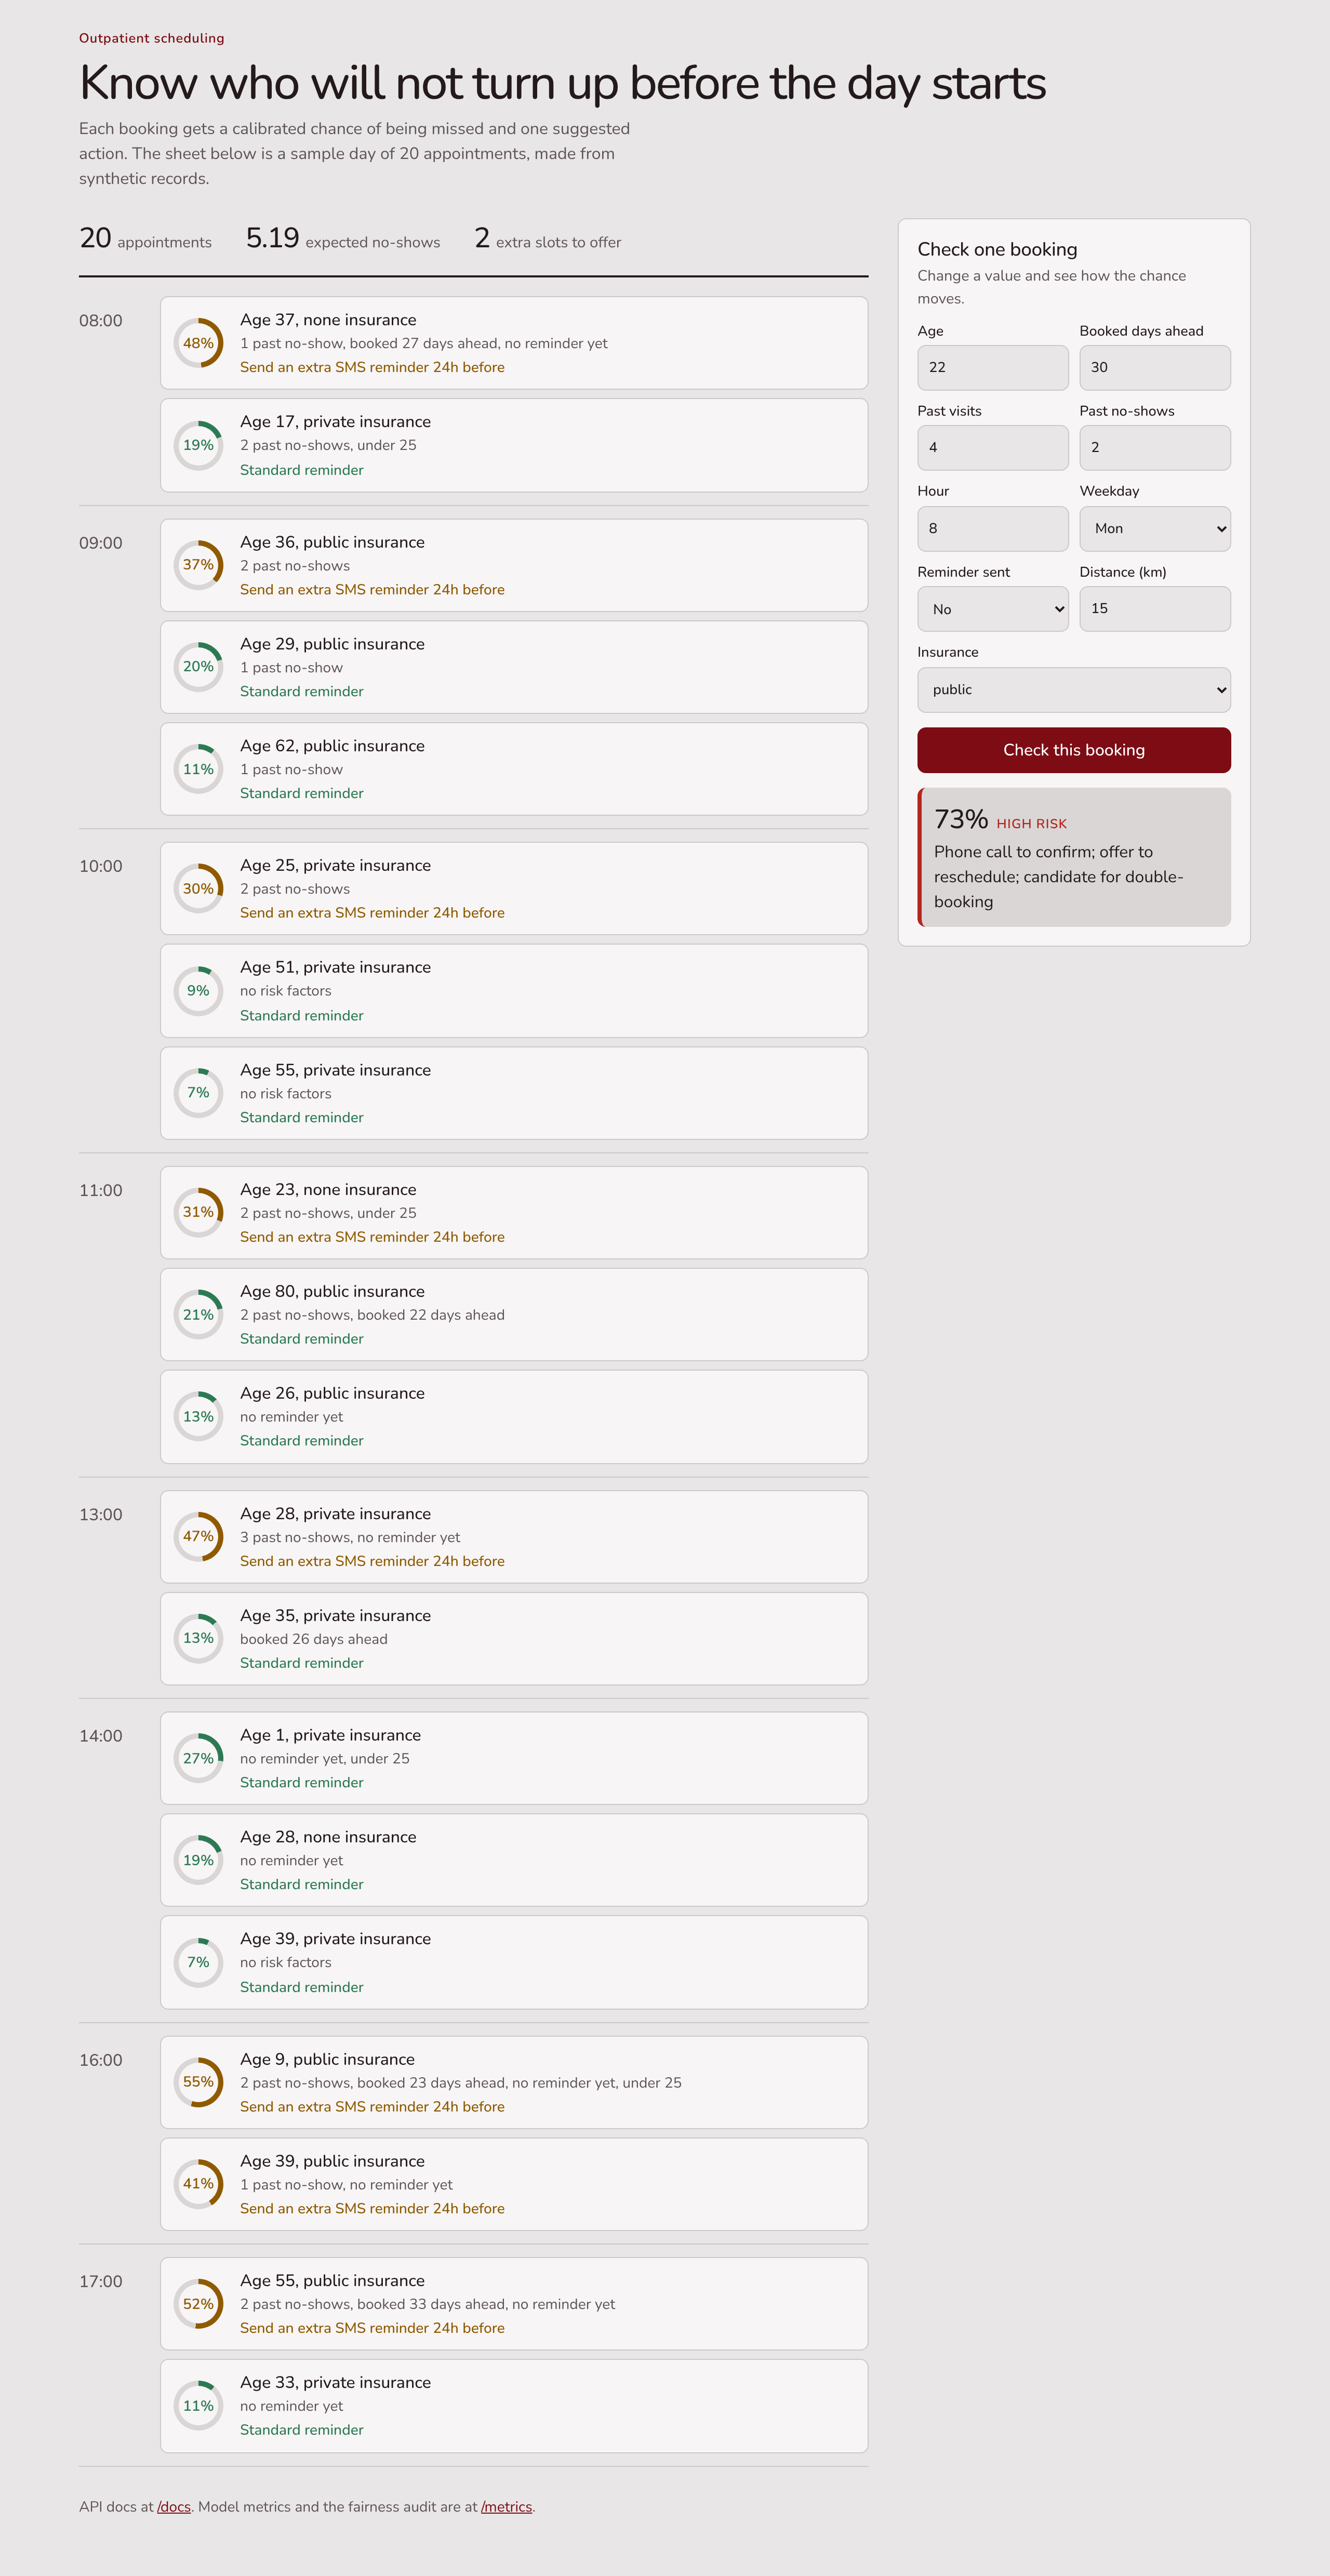 Outpatient scheduling
Know who will not turn up before the day starts
Each booking gets a calibrated chance of being missed and one suggested
action. The sheet below is a sample day of 20 appointments, made from
synthetic records.
20 appointments
5.19 expected no-shows
2 extra slots to offer
08:00
48%
Age 37, none insurance
1 past no-show, booked 27 days ahead, no reminder yet
Send an extra SMS reminder 24h before
19%
Age 17, private insurance
2 past no-shows, under 25
Standard reminder
09:00
37%
Age 36, public insurance
2 past no-shows
Send an extra SMS reminder 24h before
20%
Age 29, public insurance
1 past no-show
Standard reminder
11%
Age 62, public insurance
1 past no-show
Standard reminder
10:00
30%
Age 25, private insurance
2 past no-shows
Send an extra SMS reminder 24h before
9%
Age 51, private insurance
no risk factors
Standard reminder
7%
Age 55, private insurance
no risk factors
Standard reminder
11:00
31%
Age 23, none insurance
2 past no-shows, under 25
Send an extra SMS reminder 24h before
21%
Age 80, public insurance
2 past no-shows, booked 22 days ahead
Standard reminder
13%
Age 26, public insurance
no reminder yet
Standard reminder
13:00
47%
Age 28, private insurance
3 past no-shows, no reminder yet
Send an extra SMS reminder 24h before
13%
Age 35, private insurance
booked 26 days ahead
Standard reminder
14:00
27%
Age 1, private insurance
no reminder yet, under 25
Standard reminder
19%
Age 28, none insurance
no reminder yet
Standard reminder
7%
Age 39, private insurance
no risk factors
Standard reminder
16:00
55%
Age 9, public insurance
2 past no-shows, booked 23 days ahead, no reminder yet, under 25
Send an extra SMS reminder 24h before
41%
Age 39, public insurance
1 past no-show, no reminder yet
Send an extra SMS reminder 24h before
17:00
52%
Age 55, public insurance
2 past no-shows, booked 33 days ahead, no reminder yet
Send an extra SMS reminder 24h before
11%
Age 33, private insurance
no reminder yet
Standard reminder
Check one booking
Change a value and see how the chance
moves.
Age
22
Booked days ahead
30
Past visits
4
Past no-shows
2
Hour
8
Weekday
Mon
Reminder sent
No
Distance (km)
15
Insurance
public
Check this booking
73% HIGH RISK
Phone call to confirm; offer to
reschedule; candidate for double-
booking
API docs at /docs. Model metrics and the fairness audit are at /metrics.